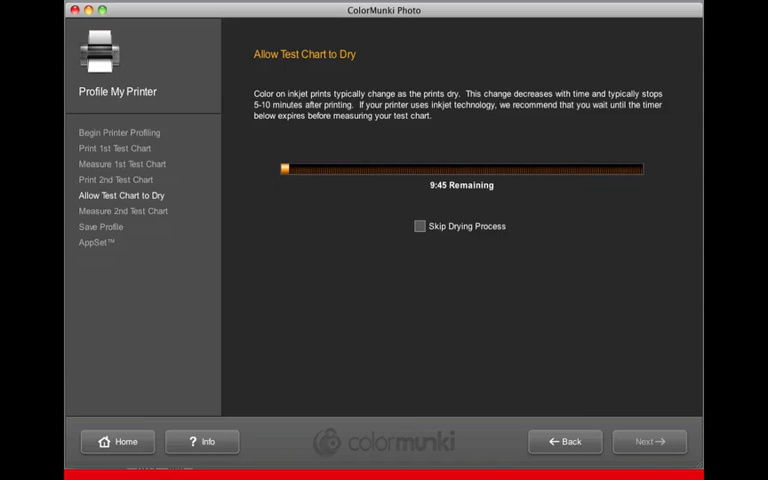 ColorMunki Photo
Profile My Printer
Begin Printer Profiling
Print 1st Test Chart
Measure 1st Test Chart
Print 2nd Test Chart
Allow Test Chart to Dry
Measure 2nd Test Chart
Save Profile
AppSet™
Allow Test Chart to Dry
Color on inkjet prints typically change as the prints dry. This change decreases with time and typically stops
5-10 minutes after printing. If your printer uses inkjet technology, we recommend that you wait until the timer
below expires before measuring your test chart.
9:45 Remaining
Skip Drying Process
Home
? Info
colormunki
Back
Next